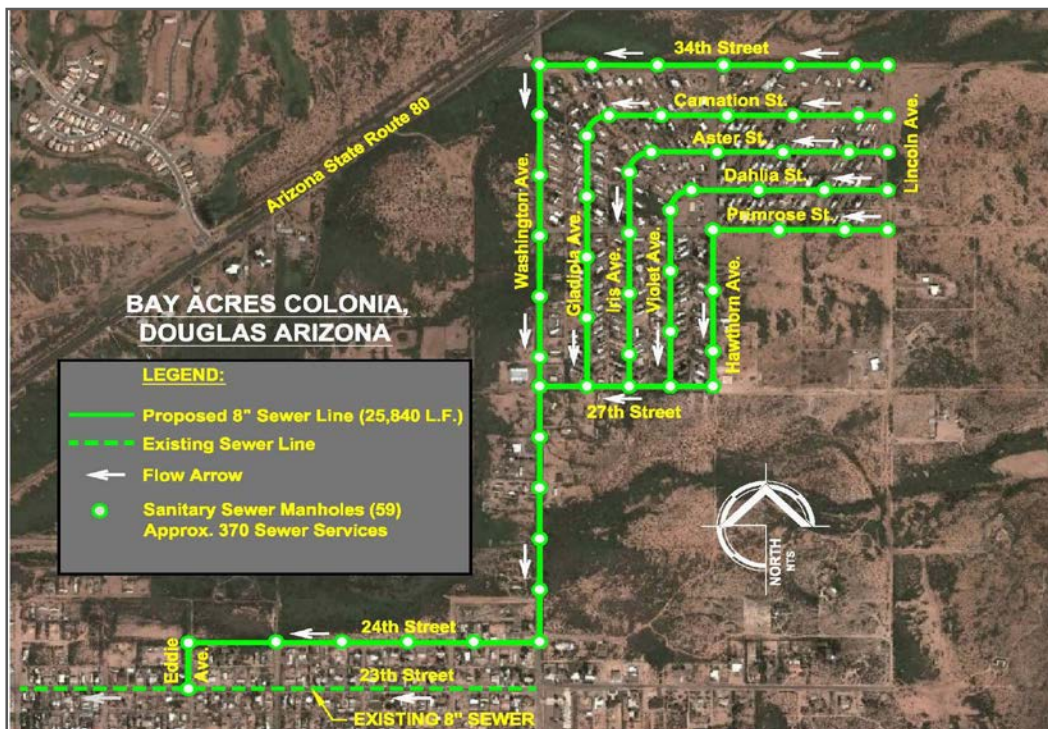 34th Street
Carnation St.
Aster St.
Dahlia St.
Primrose St.
Lincoln Ave.
Arizona State Route 80
Washington Ave.
Gladiola Ave.
Iris Ave.
Violet Ave.
Hawthorn Ave.
27th Street
BAY ACRES COLONIA,
DOUGLAS ARIZONA
LEGEND:
Proposed 8" Sewer Line (25,840 L.F.)
Existing Sewer Line
Flow Arrow
Sanitary Sewer Manholes (59)
Approx. 370 Sewer Services
NORTH
NTS
24th Street
Eddie
Ave.
23th Street
EXISTING 8" SEWER